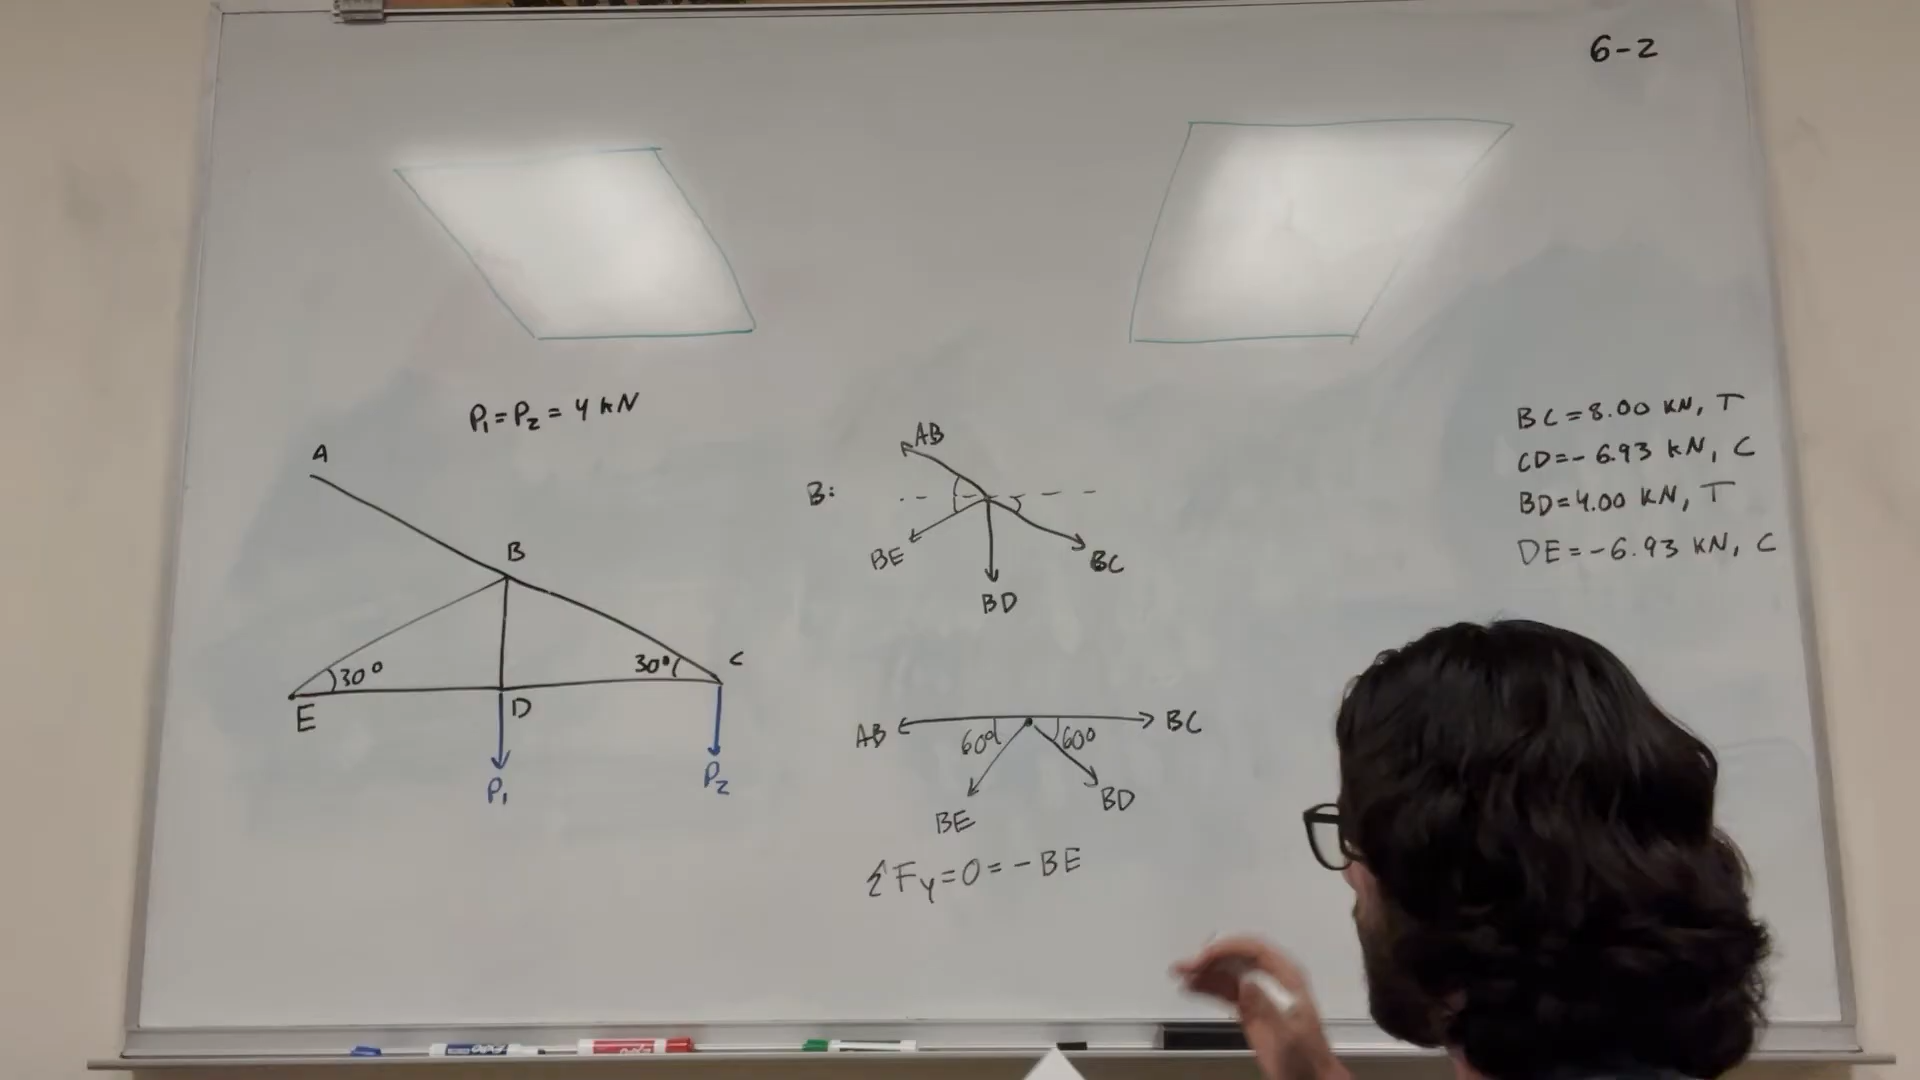 6-2
P₁=P₂ = 4 kN
A
B
30°
30°
C
E
D
P₁
P₂
B:
AB
BE
BC
BD
AB
BC
60°
60°
BE
BD
ΣFy=0=-BE
BC=8.00 KN, T
CD=-6.93 kN, C
BD=4.00 KN, T
DE=-6.93 KN, C